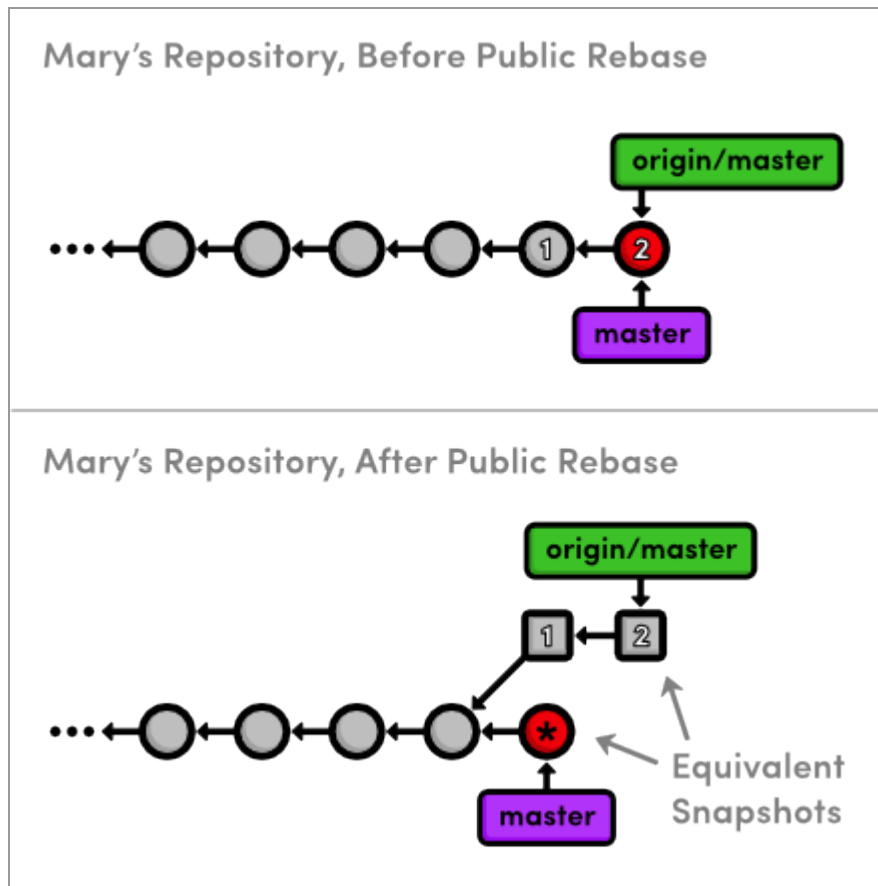 Mary’s Repository, Before Public Rebase
origin/master
1
2
master
Mary’s Repository, After Public Rebase
origin/master
1
2
*
Equivalent
Snapshots
master